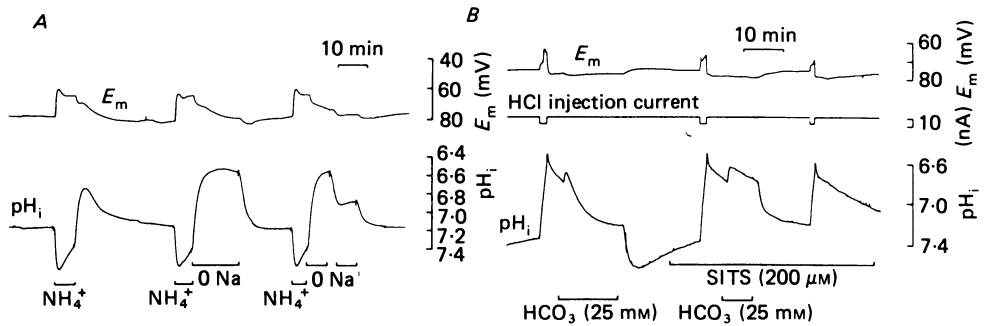 A
10 min
Em
40
60
80
Em (mV)
6·4
6·6
6·8
7·0
7·2
7·4
pHi
pHi
NH4+
NH4+
0 Na
NH4+
0 Na
B
10 min
Em
60
80
Em (mV)
HCl injection current
10
(nA)
6·6
7·0
7·4
pHi
pHi
SITS (200 μM)
HCO3 (25 mM)
HCO3 (25 mM)